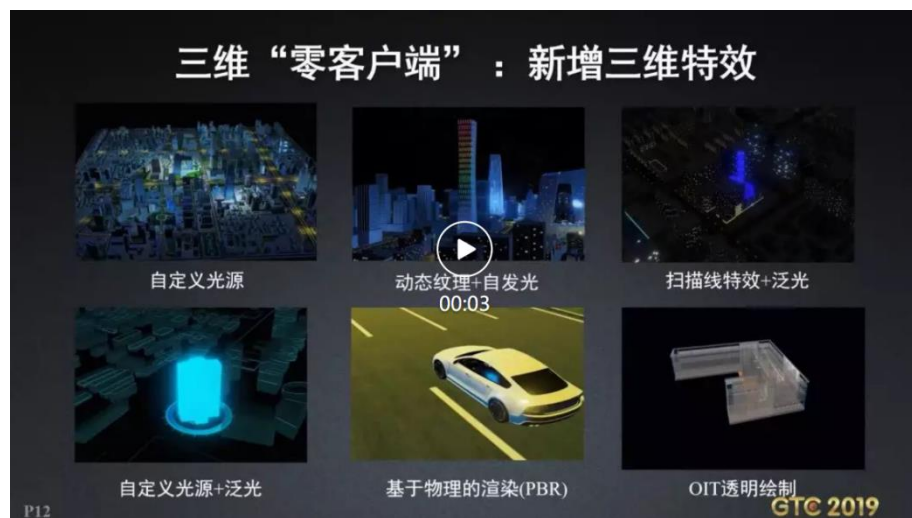 三维“零客户端”：新增三维特效
自定义光源
动态纹理+自发光
扫描线特效+泛光
00:03
自定义光源+泛光
基于物理的渲染(PBR)
OIT透明绘制
P12
GTC 2019